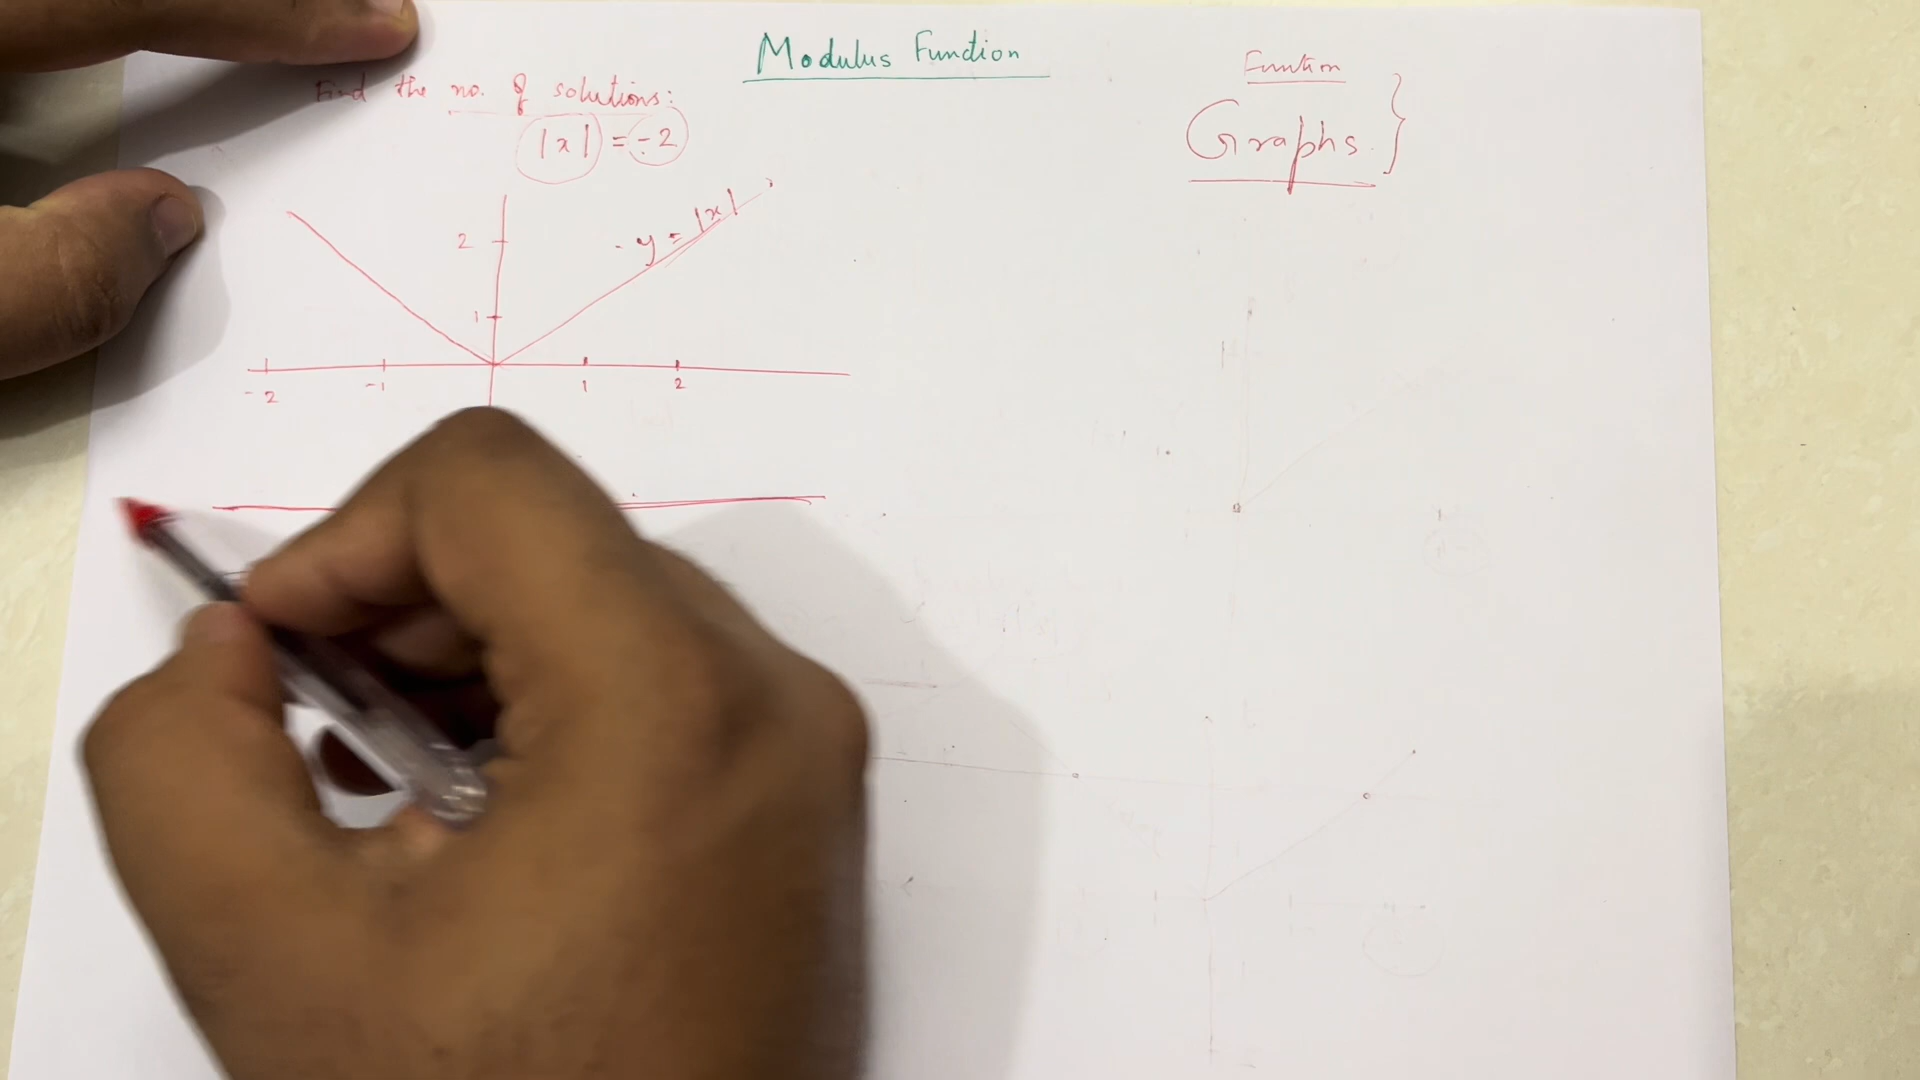 Modulus Function
Find the no. of solutions:
|x| = -2
Function
Graphs
y = |x|
2
1
-2 -1 1 2